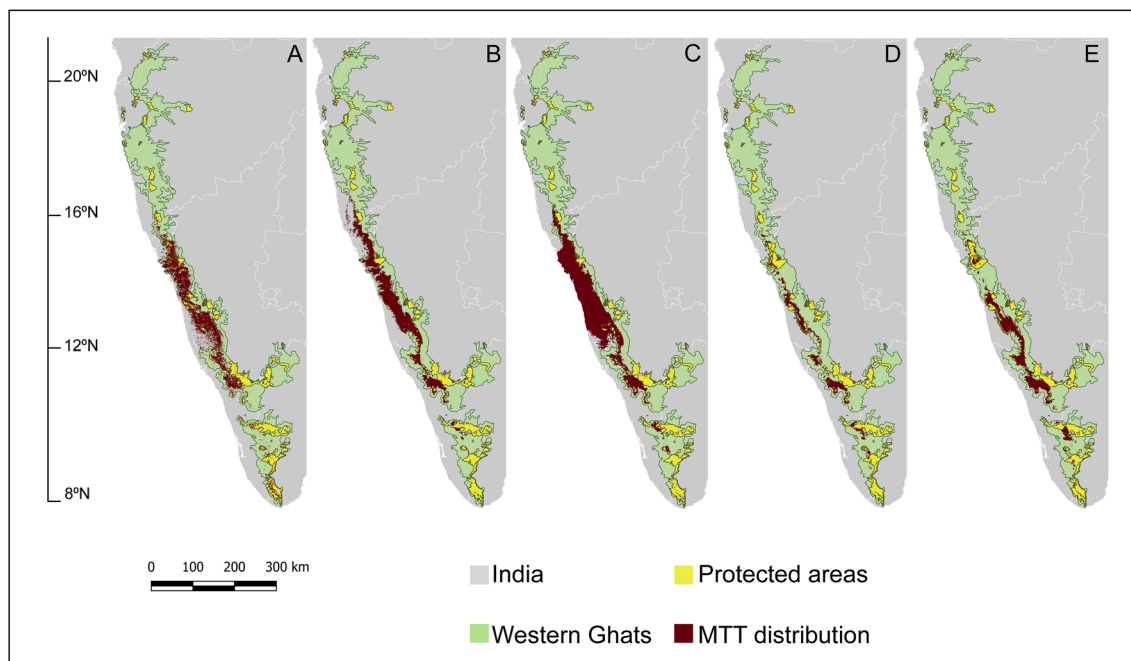 A B C D E
20ºN
16ºN
12ºN
8ºN
0 100 200 300 km
India
Protected areas
Western Ghats
MTT distribution